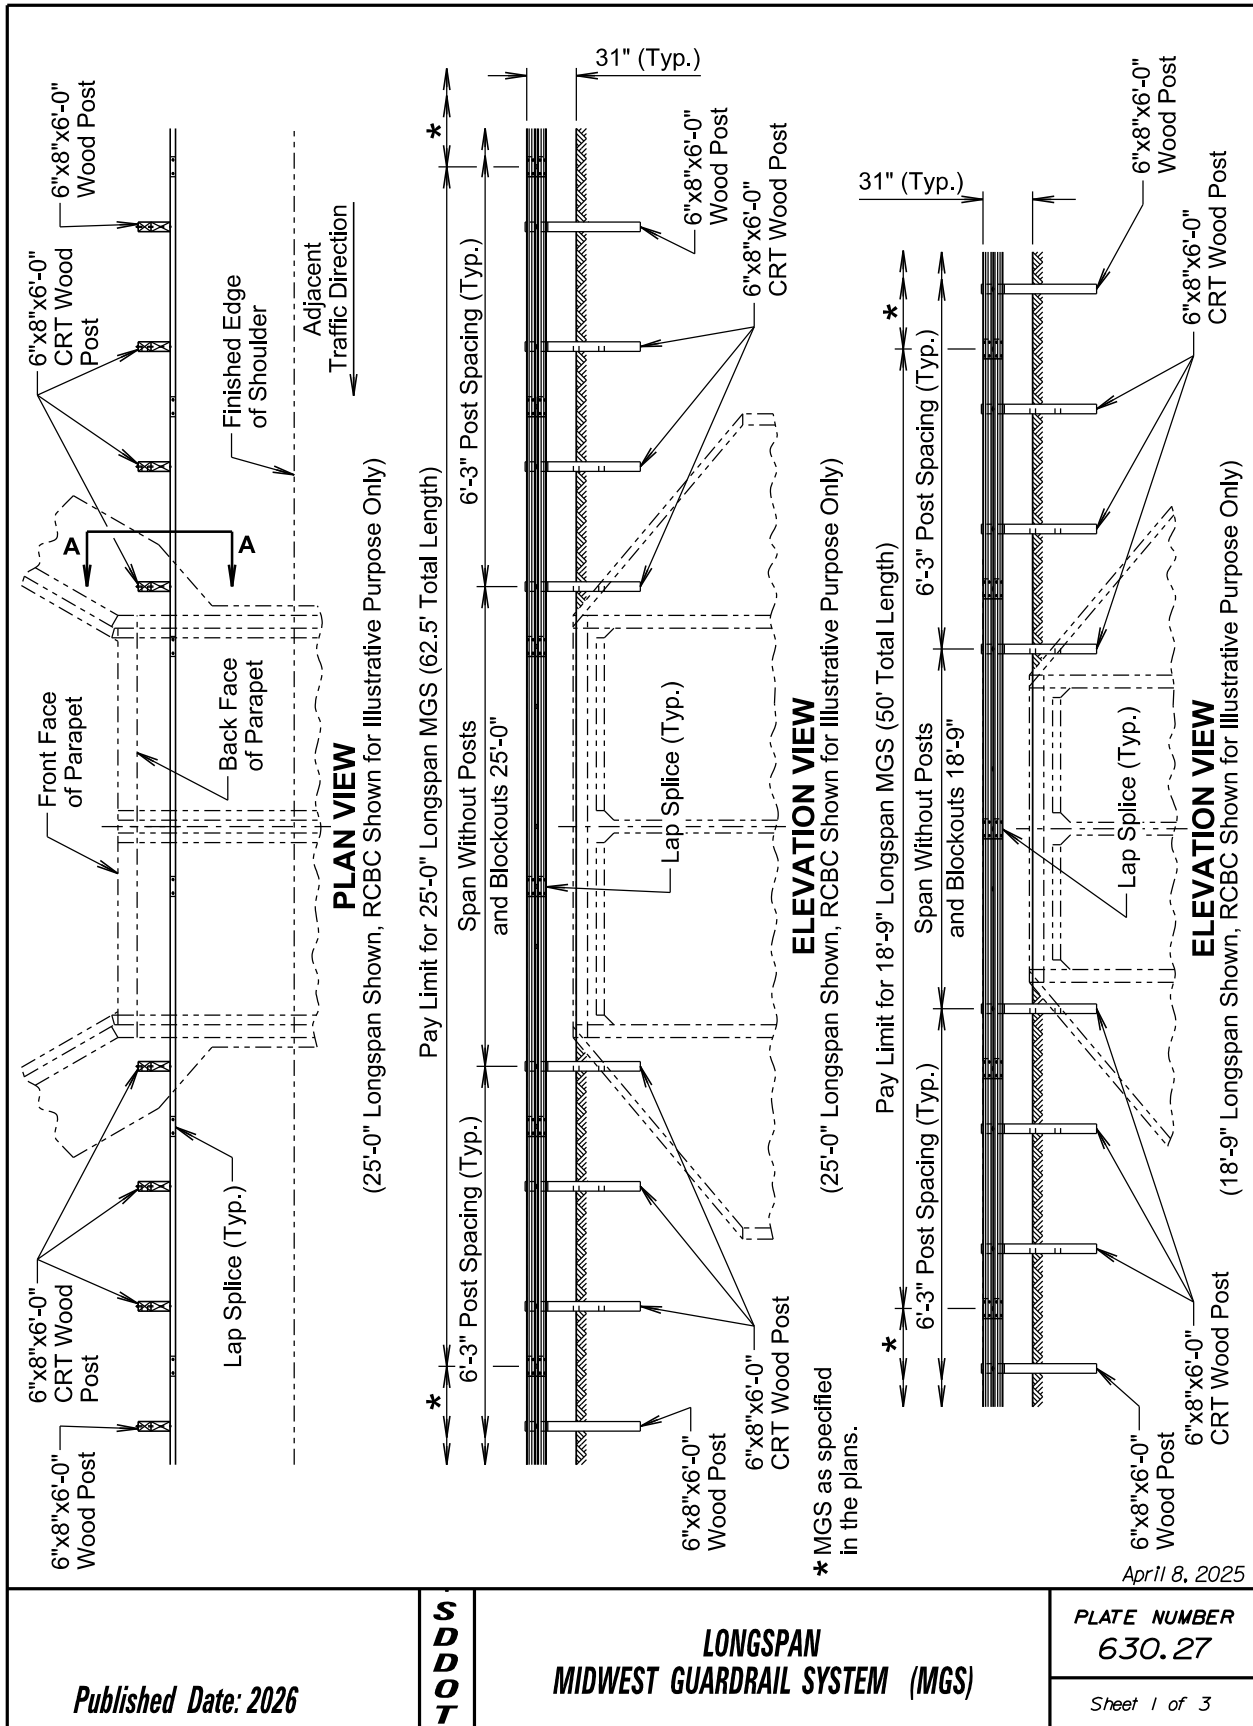 6"x8"x6'-0"
Wood Post
6"x8"x6'-0"
CRT Wood
Post
Front Face
of Parapet
6"x8"x6'-0"
CRT Wood
Post
6"x8"x6'-0"
Wood Post
A
A
Lap Splice (Typ.)
Back Face
of Parapet
Finished Edge
of Shoulder
Adjacent
Traffic Direction
PLAN VIEW
(25'-0" Longspan Shown, RCBC Shown for Illustrative Purpose Only)
*
Pay Limit for 25'-0" Longspan MGS (62.5' Total Length)
*
6'-3" Post Spacing (Typ.)
Span Without Posts
and Blockouts 25'-0"
6'-3" Post Spacing (Typ.)
31" (Typ.)
6"x8"x6'-0"
Wood Post
6"x8"x6'-0"
CRT Wood Post
Lap Splice (Typ.)
6"x8"x6'-0"
Wood Post
6"x8"x6'-0"
CRT Wood Post
ELEVATION VIEW
(25'-0" Longspan Shown, RCBC Shown for Illustrative Purpose Only)
* MGS as specified
in the plans.
*
Pay Limit for 18'-9" Longspan MGS (50' Total Length)
*
6'-3" Post Spacing (Typ.)
Span Without Posts
and Blockouts 18'-9"
6'-3" Post Spacing (Typ.)
31" (Typ.)
6"x8"x6'-0"
Wood Post
6"x8"x6'-0"
CRT Wood Post
Lap Splice (Typ.)
6"x8"x6'-0"
Wood Post
6"x8"x6'-0"
CRT Wood Post
ELEVATION VIEW
(18'-9" Longspan Shown, RCBC Shown for Illustrative Purpose Only)
April 8, 2025
Published Date: 2026
SDDOT
LONGSPAN
MIDWEST GUARDRAIL SYSTEM (MGS)
PLATE NUMBER
630.27
Sheet 1 of 3